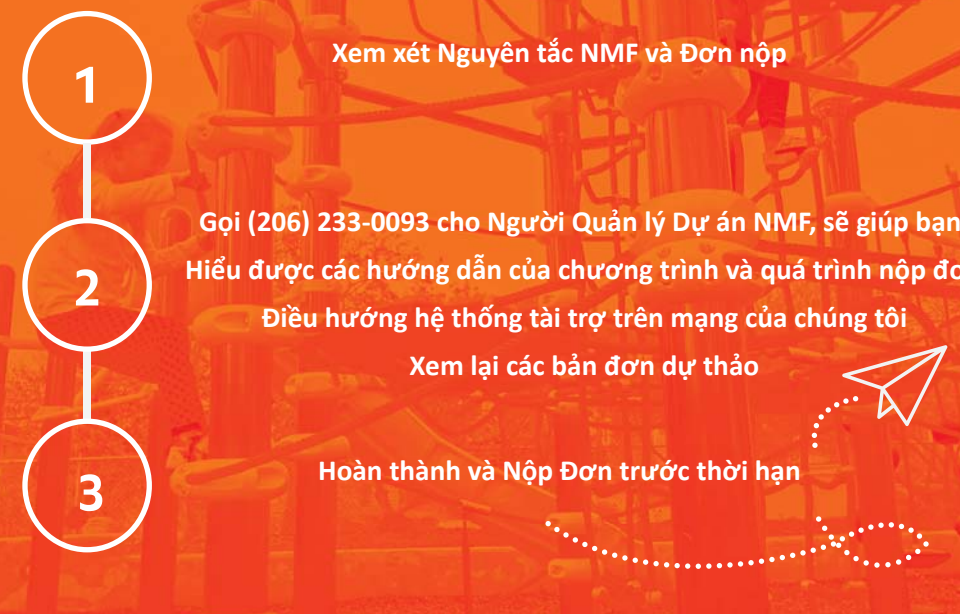 1
Xem xét Nguyên tắc NMF và Đơn nộp
2
Gọi (206) 233-0093 cho Người Quản lý Dự án NMF, sẽ giúp bạn
Hiểu được các hướng dẫn của chương trình và quá trình nộp
Điều hướng hệ thống tài trợ trên mạng của chúng tôi
Xem lại các bản đơn dự thảo
3
Hoàn thành và Nộp Đơn trước thời hạn